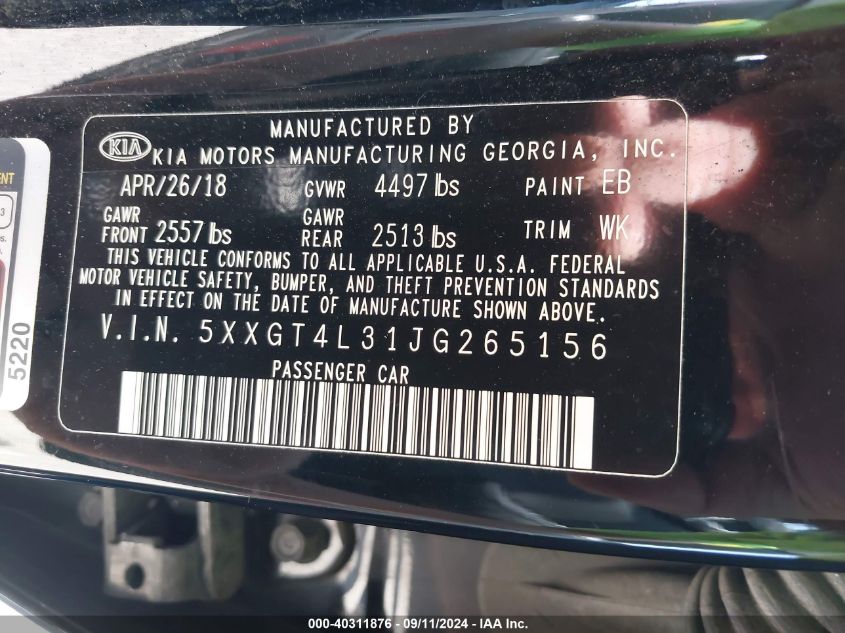 MANUFACTURED BY
KIA KIA MOTORS MANUFACTURING GEORGIA, INC.
APR/26/18 GVWR 4497 lbs PAINT EB
GAWR FRONT 2557 lbs GAWR REAR 2513 lbs TRIM WK
THIS VEHICLE CONFORMS TO ALL APPLICABLE U.S.A. FEDERAL
MOTOR VEHICLE SAFETY, BUMPER, AND THEFT PREVENTION STANDARDS
IN EFFECT ON THE DATE OF MANUFACTURE SHOWN ABOVE.
V.I.N. 5XXGT4L31JG265156
PASSENGER CAR
5220
000-40311876 - 09/11/2024 - IAA Inc.